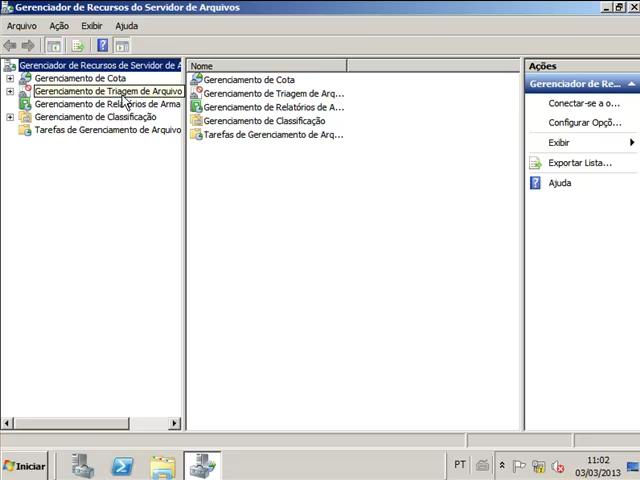 Gerenciador de Recursos do Servidor de Arquivos
Arquivo Ação Exibir Ajuda
Gerenciador de Recursos de Servidor de A
Gerenciamento de Cota
Gerenciamento de Triagem de Arquivo
Gerenciamento de Relatórios de Arma
Gerenciamento de Classificação
Tarefas de Gerenciamento de Arquivo
Nome
Gerenciamento de Cota
Gerenciamento de Triagem de Arq...
Gerenciamento de Relatórios de A...
Gerenciamento de Classificação
Tarefas de Gerenciamento de Arq...
Ações
Gerenciador de Re...
Conectar-se a o...
Configurar Opçõ...
Exibir
Exportar Lista...
Ajuda
Iniciar
PT
11:02
03/03/2013